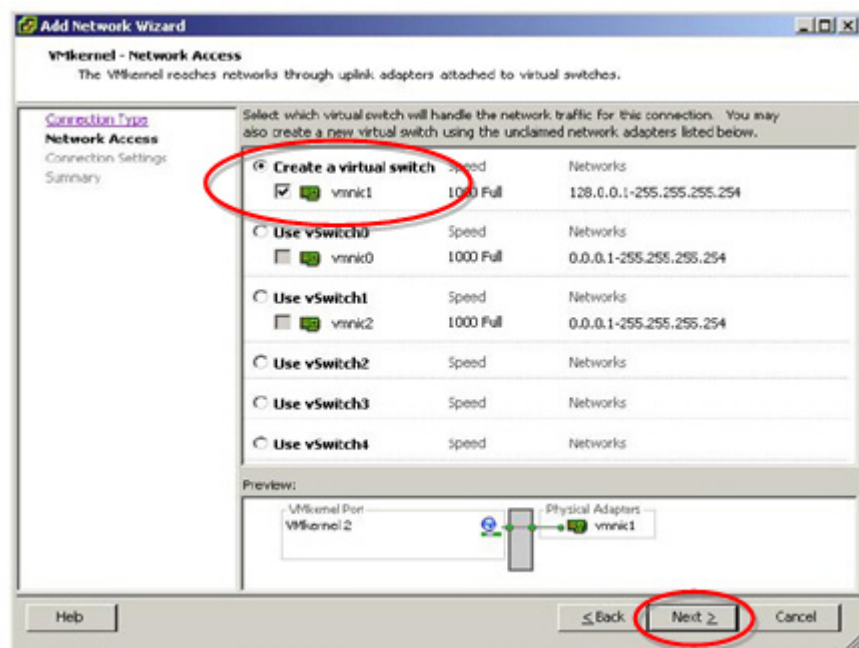 Add Network Wizard
VMkernel - Network Access
The VMkernel reaches networks through uplink adapters attached to virtual switches.
Connection Type
Network Access
Connection Settings
Summary
Select which virtual switch will handle the network traffic for this connection. You may
also create a new virtual switch using the unclaimed network adapters listed below.
Create a virtual switch Speed Networks
vmnic1 1000 Full 128.0.0.1-255.255.255.254
Use vSwitch0 Speed Networks
vmnic0 1000 Full 0.0.0.1-255.255.255.254
Use vSwitch1 Speed Networks
vmnic2 1000 Full 0.0.0.1-255.255.255.254
Use vSwitch2 Speed Networks
Use vSwitch3 Speed Networks
Use vSwitch4 Speed Networks
Preview:
VMkernel Port Physical Adapters
VMkernel 2 vmnic1
Help < Back Next > Cancel